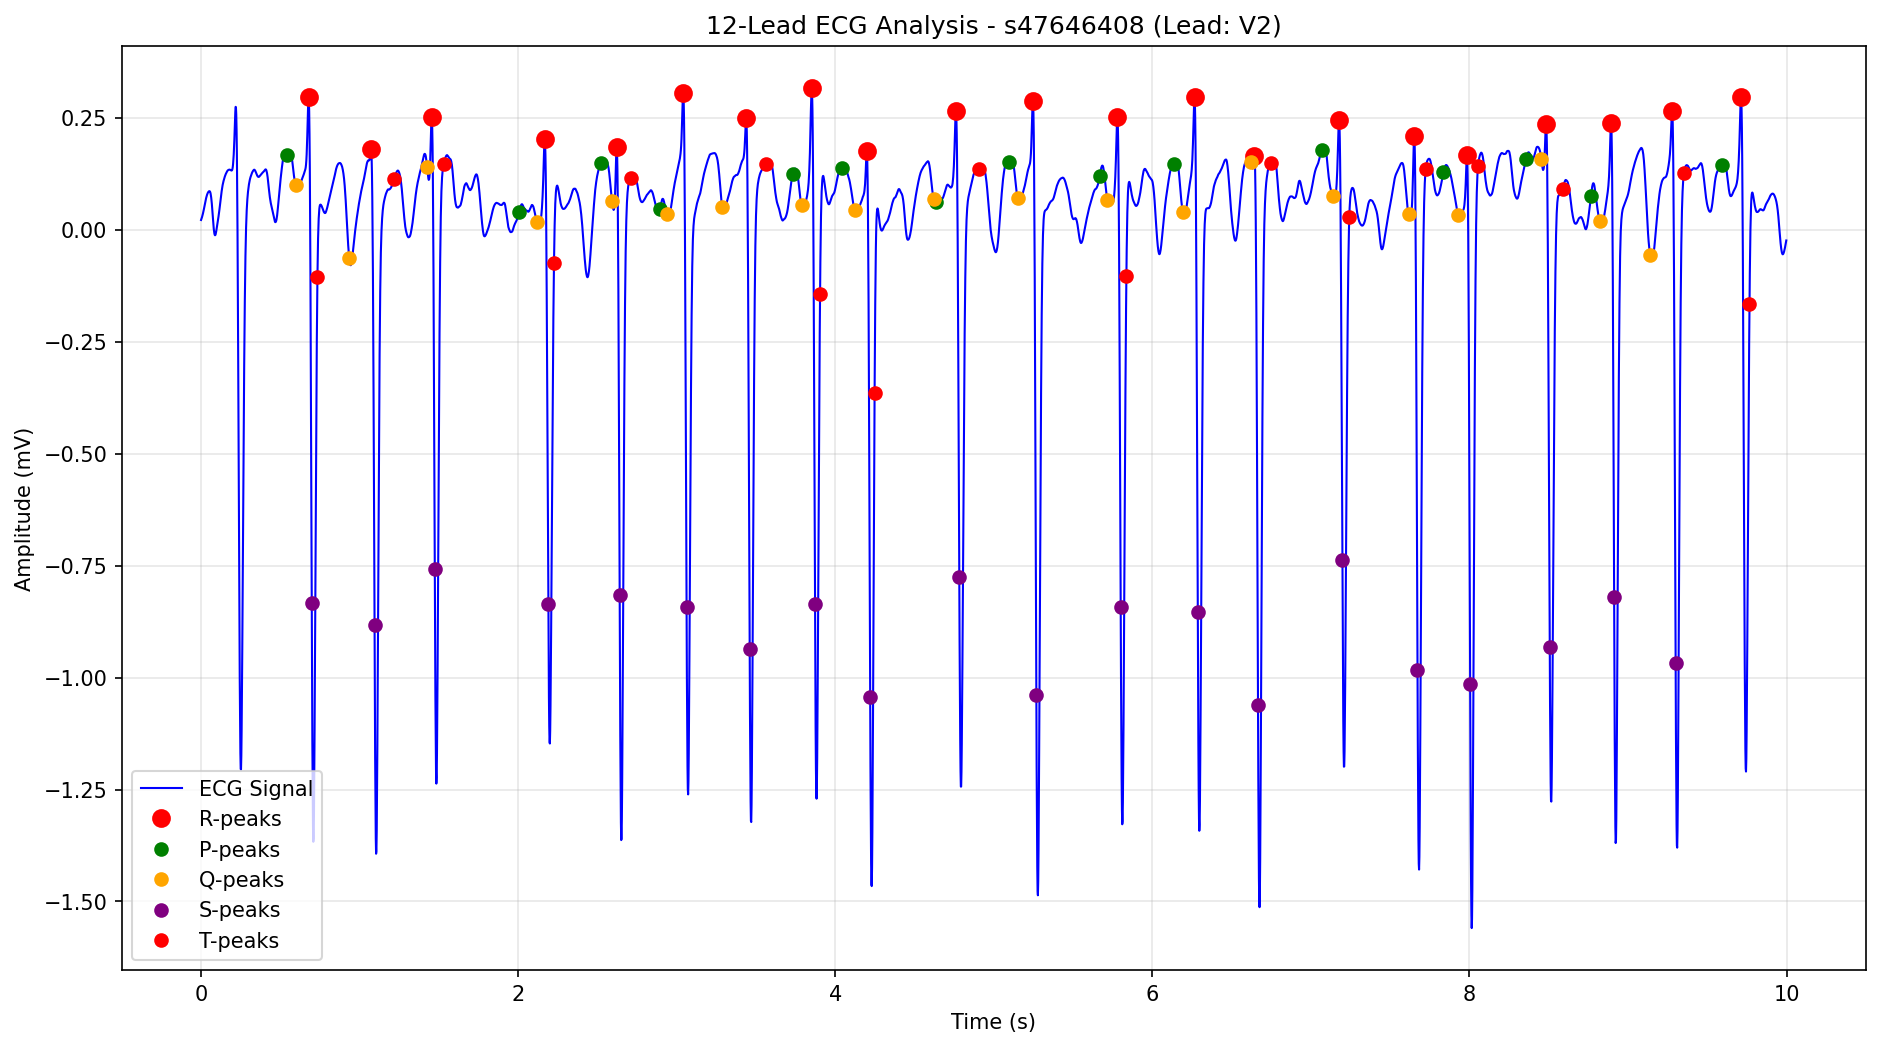 12-Lead ECG Analysis - s47646408 (Lead: V2)
Amplitude (mV)
0.25
0.00
−0.25
−0.50
−0.75
−1.00
−1.25
−1.50
ECG Signal
R-peaks
P-peaks
Q-peaks
S-peaks
T-peaks
0 2 4 6 8 10
Time (s)